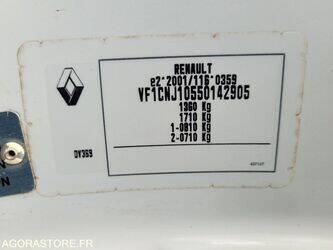 RENAULT
e2*2001/116*0359
VF1CNJ10550142905
1360 Kg
1710 Kg
1-0810 Kg
2-0710 Kg
DV369
N
AGORASTORE.FR